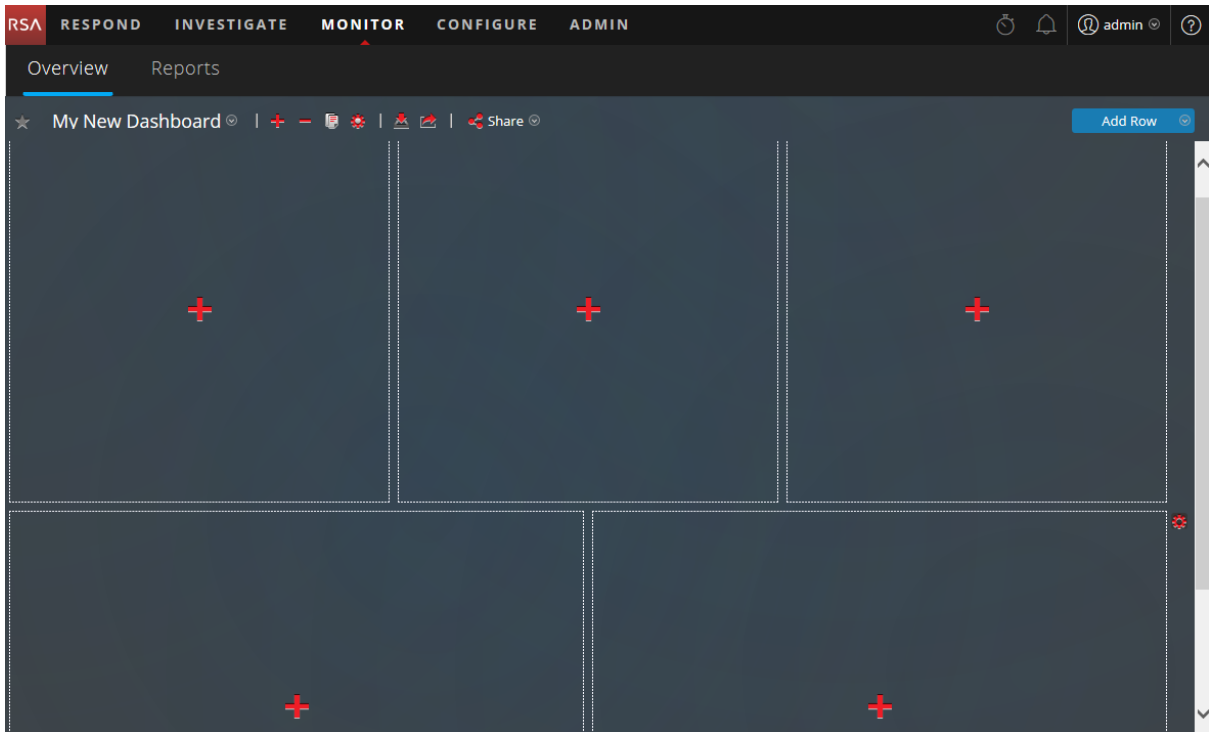 RSA RESPOND INVESTIGATE MONITOR CONFIGURE ADMIN admin
Overview Reports
My New Dashboard Share Add Row